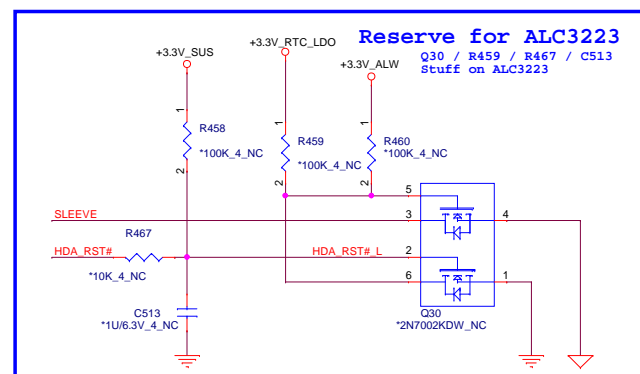 Reserve for ALC3223
Q30 / R459 / R467 / C513
Stuff on ALC3223
+3.3V_SUS
+3.3V_RTC_LDO
+3.3V_ALW
1
R458
*100K_4_NC
2
1
R459
*100K_4_NC
2
1
R460
*100K_4_NC
2
5
SLEEVE
3
4
R467
HDA_RST#
*10K_4_NC
HDA_RST#_L
2
6
1
C513
*1U/6.3V_4_NC
Q30
*2N7002KDW_NC